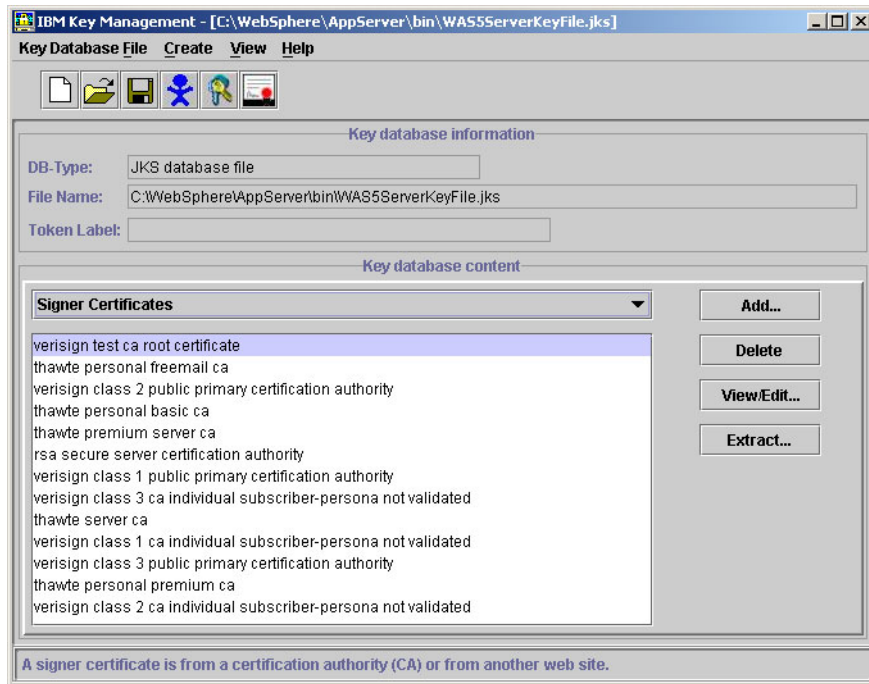 IBM Key Management - [C:\WebSphere\AppServer\bin\WAS5ServerKeyFile.jks]
Key Database File Create View Help
Key database information
DB-Type: JKS database file
File Name: C:\WebSphere\AppServer\bin\WAS5ServerKeyFile.jks
Token Label:
Key database content
Signer Certificates
Add...
verisign test ca root certificate
Delete
thawte personal freemail ca
verisign class 2 public primary certification authority
View/Edit...
thawte personal basic ca
thawte premium server ca
Extract...
rsa secure server certification authority
verisign class 1 public primary certification authority
verisign class 3 ca individual subscriber-persona not validated
thawte server ca
verisign class 1 ca individual subscriber-persona not validated
verisign class 3 public primary certification authority
thawte personal premium ca
verisign class 2 ca individual subscriber-persona not validated
A signer certificate is from a certification authority (CA) or from another web site.